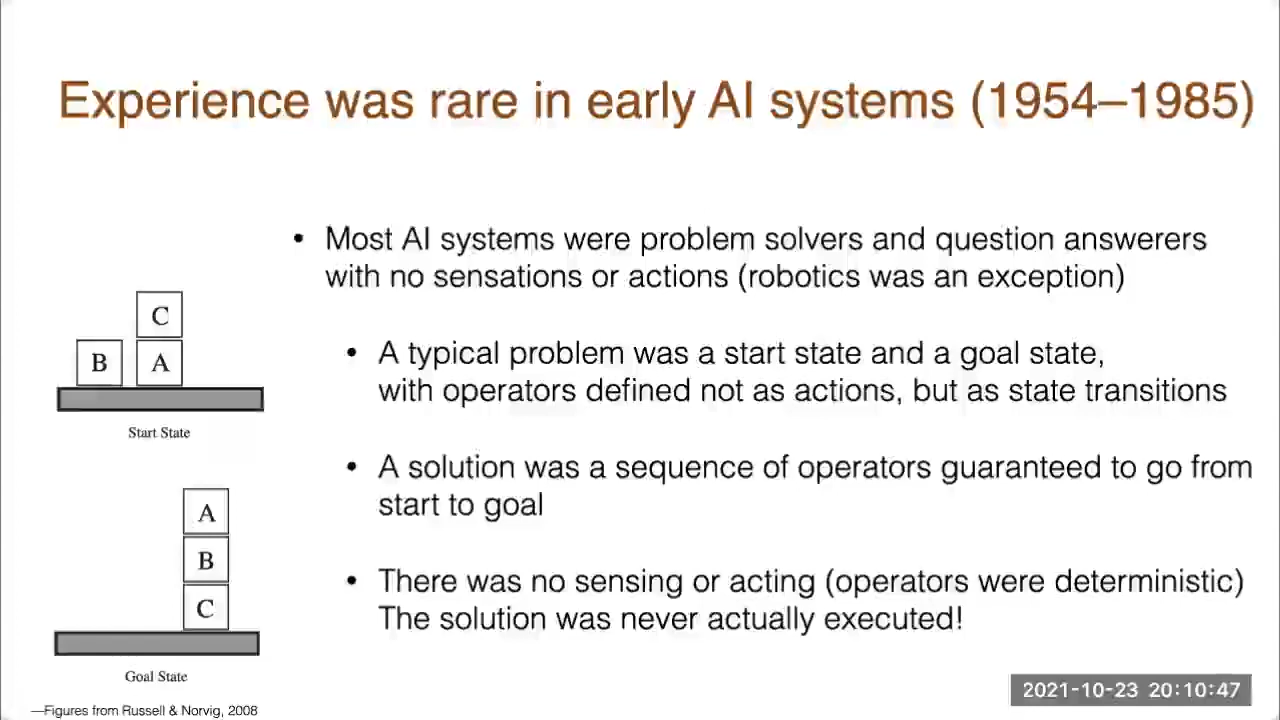 Experience was rare in early AI systems (1954–1985)
• Most AI systems were problem solvers and question answerers
with no sensations or actions (robotics was an exception)
• A typical problem was a start state and a goal state,
with operators defined not as actions, but as state transitions
• A solution was a sequence of operators guaranteed to go from
start to goal
• There was no sensing or acting (operators were deterministic)
The solution was never actually executed!
C
B A
Start State
A
B
C
Goal State
—Figures from Russell & Norvig, 2008
2021-10-23 20:10:47